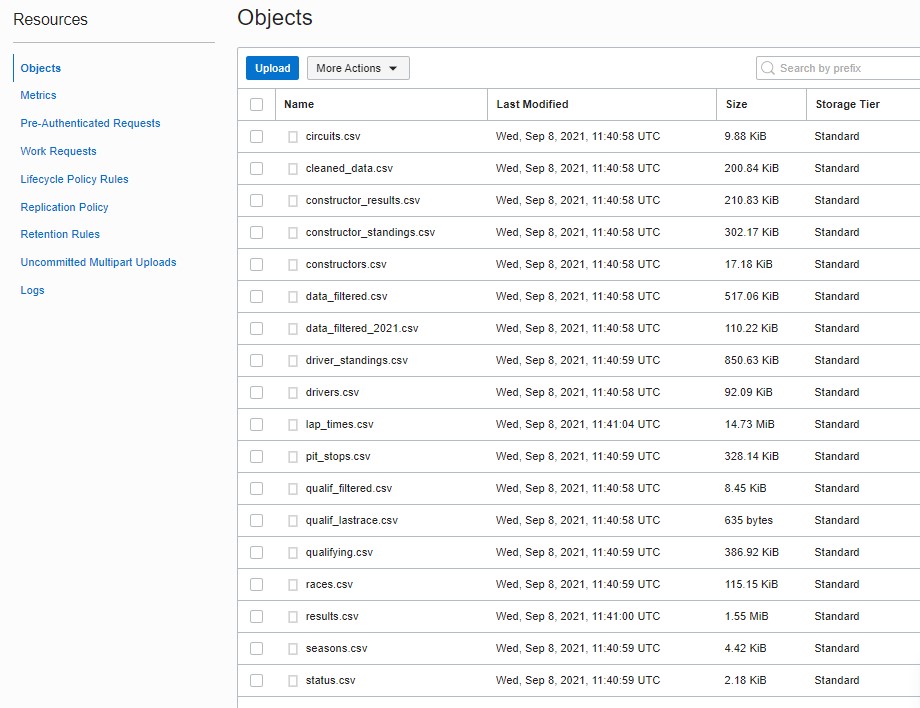 Resources
Objects
Metrics
Pre-Authenticated Requests
Work Requests
Lifecycle Policy Rules
Replication Policy
Retention Rules
Uncommitted Multipart Uploads
Logs
Objects
Upload More Actions Search by prefix
Name Last Modified Size Storage Tier
circuits.csv Wed, Sep 8, 2021, 11:40:58 UTC 9.88 KiB Standard
cleaned_data.csv Wed, Sep 8, 2021, 11:40:58 UTC 200.84 KiB Standard
constructor_results.csv Wed, Sep 8, 2021, 11:40:58 UTC 210.83 KiB Standard
constructor_standings.csv Wed, Sep 8, 2021, 11:40:58 UTC 302.17 KiB Standard
constructors.csv Wed, Sep 8, 2021, 11:40:58 UTC 17.18 KiB Standard
data_filtered.csv Wed, Sep 8, 2021, 11:40:58 UTC 517.06 KiB Standard
data_filtered_2021.csv Wed, Sep 8, 2021, 11:40:58 UTC 110.22 KiB Standard
driver_standings.csv Wed, Sep 8, 2021, 11:40:59 UTC 850.63 KiB Standard
drivers.csv Wed, Sep 8, 2021, 11:40:58 UTC 92.09 KiB Standard
lap_times.csv Wed, Sep 8, 2021, 11:41:04 UTC 14.73 MiB Standard
pit_stops.csv Wed, Sep 8, 2021, 11:40:59 UTC 328.14 KiB Standard
qualif_filtered.csv Wed, Sep 8, 2021, 11:40:58 UTC 8.45 KiB Standard
qualif_lastrace.csv Wed, Sep 8, 2021, 11:40:58 UTC 635 bytes Standard
qualifying.csv Wed, Sep 8, 2021, 11:40:59 UTC 386.92 KiB Standard
races.csv Wed, Sep 8, 2021, 11:40:59 UTC 115.15 KiB Standard
results.csv Wed, Sep 8, 2021, 11:41:00 UTC 1.55 MiB Standard
seasons.csv Wed, Sep 8, 2021, 11:40:59 UTC 4.42 KiB Standard
status.csv Wed, Sep 8, 2021, 11:40:59 UTC 2.18 KiB Standard